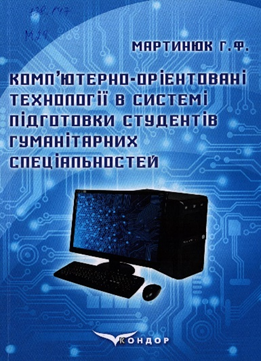 МАРТИНЮК Г.Ф.
КОМП'ЮТЕРНО-ОРІЄНТОВАНІ
ТЕХНОЛОГІЇ В СИСТЕМІ
ПІДГОТОВКИ СТУДЕНТІВ
ГУМАНІТАРНИХ
СПЕЦІАЛЬНОСТЕЙ
КОНДОР